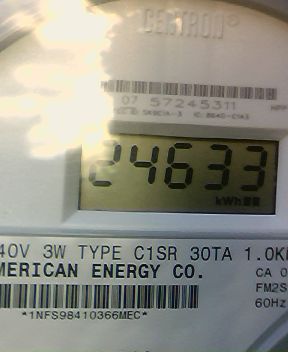 CENTRON®
07 57245311
24633
kWh
40V 3W TYPE C1SR 30TA 1.0K
MERICAN ENERGY CO.
CA 0
FM2S
60Hz
*1NFS98410366MEC*